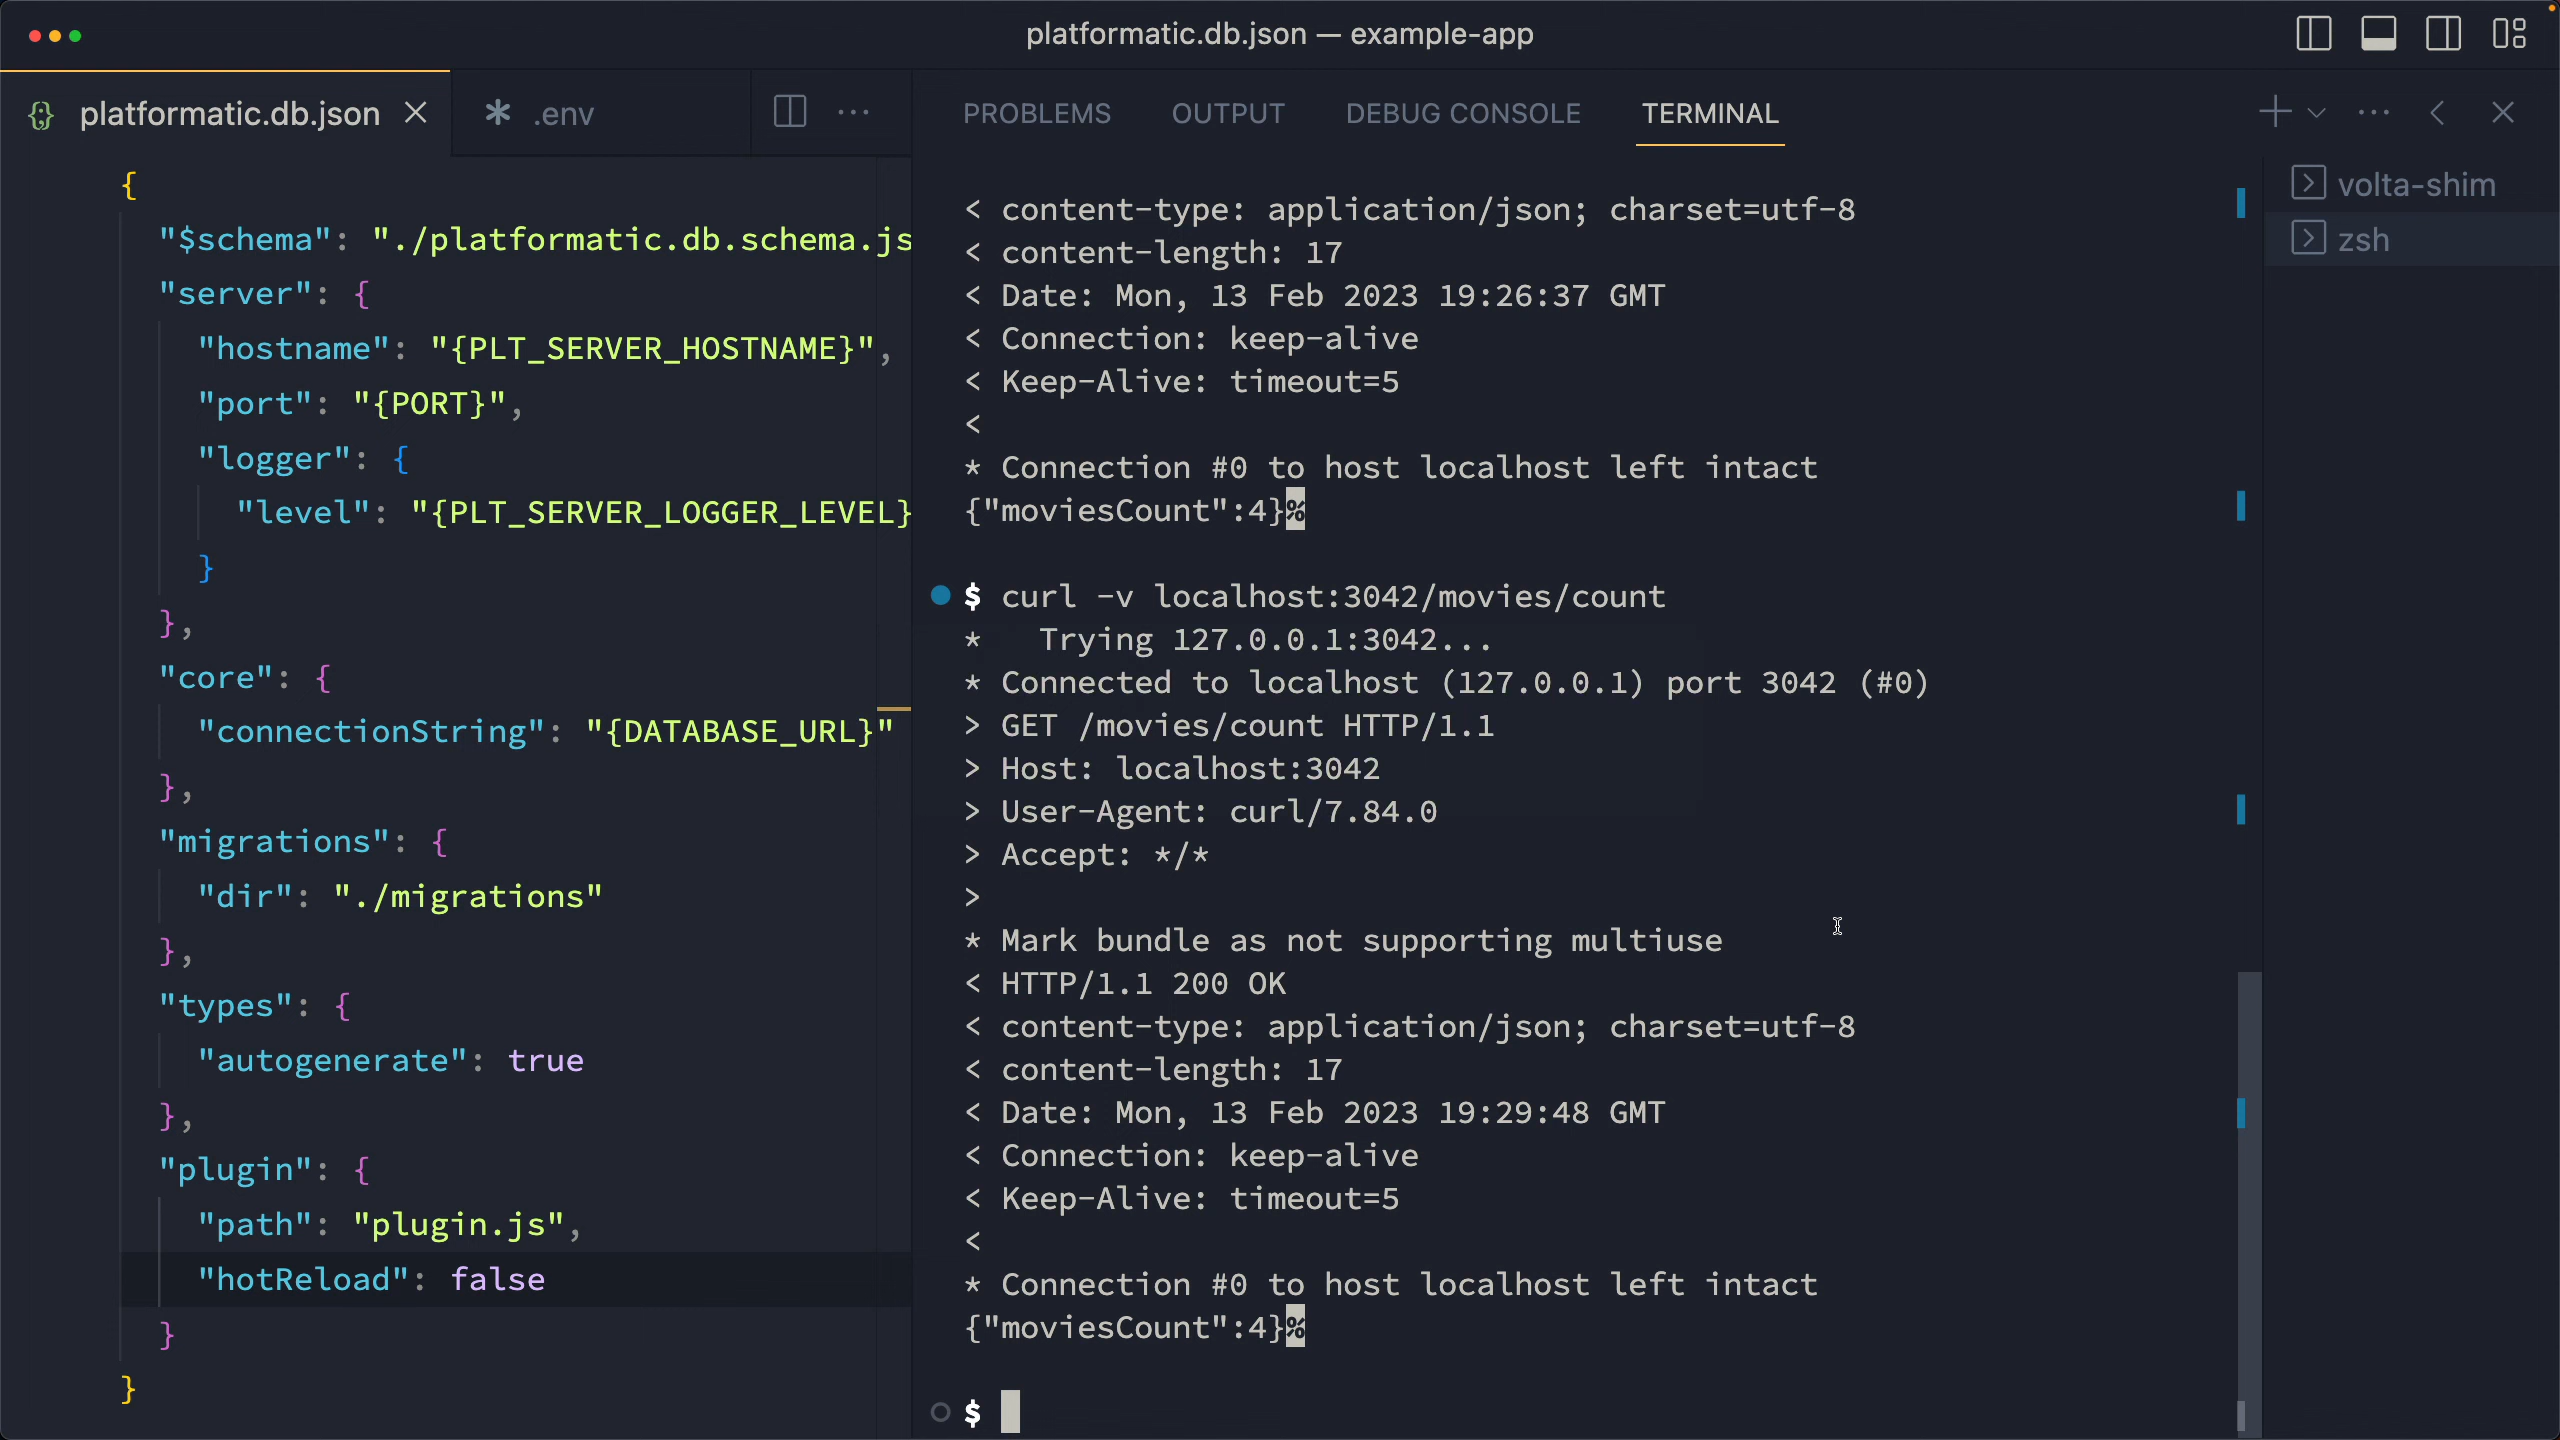 platformatic.db.json — example-app
platformatic.db.json
.env
{
"$schema": "./platformatic.db.schema.js
"server": {
"hostname": "{PLT_SERVER_HOSTNAME}",
"port": "{PORT}",
"logger": {
"level": "{PLT_SERVER_LOGGER_LEVEL}
}
},
"core": {
"connectionString": "{DATABASE_URL}"
},
"migrations": {
"dir": "./migrations"
},
"types": {
"autogenerate": true
},
"plugin": {
"path": "plugin.js",
"hotReload": false
}
}
PROBLEMS OUTPUT DEBUG CONSOLE TERMINAL
< content-type: application/json; charset=utf-8
< content-length: 17
< Date: Mon, 13 Feb 2023 19:26:37 GMT
< Connection: keep-alive
< Keep-Alive: timeout=5
<
* Connection #0 to host localhost left intact
{"moviesCount":4}%
$ curl -v localhost:3042/movies/count
*   Trying 127.0.0.1:3042...
* Connected to localhost (127.0.0.1) port 3042 (#0)
> GET /movies/count HTTP/1.1
> Host: localhost:3042
> User-Agent: curl/7.84.0
> Accept: */*
>
* Mark bundle as not supporting multiuse
< HTTP/1.1 200 OK
< content-type: application/json; charset=utf-8
< content-length: 17
< Date: Mon, 13 Feb 2023 19:29:48 GMT
< Connection: keep-alive
< Keep-Alive: timeout=5
<
* Connection #0 to host localhost left intact
{"moviesCount":4}%
$
volta-shim
zsh